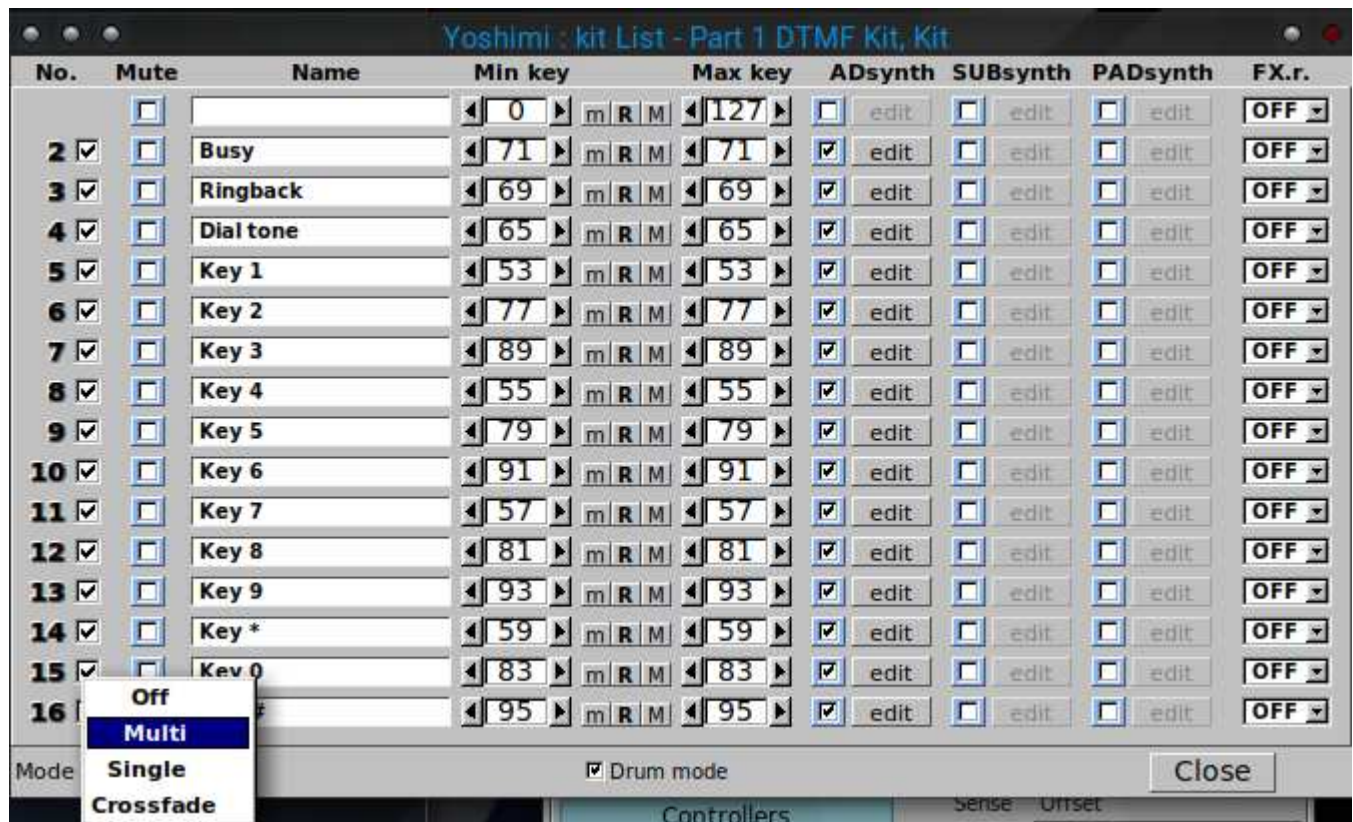 Yoshimi : kit List - Part 1 DTMF Kit, Kit
No. Mute Name Min key Max key ADsynth SUBsynth PADsynth FX.r.
0 m R M 127 edit edit edit OFF
2 Busy 71 m R M 71 edit edit edit OFF
3 Ringback 69 m R M 69 edit edit edit OFF
4 Dial tone 65 m R M 65 edit edit edit OFF
5 Key 1 53 m R M 53 edit edit edit OFF
6 Key 2 77 m R M 77 edit edit edit OFF
7 Key 3 89 m R M 89 edit edit edit OFF
8 Key 4 55 m R M 55 edit edit edit OFF
9 Key 5 79 m R M 79 edit edit edit OFF
10 Key 6 91 m R M 91 edit edit edit OFF
11 Key 7 57 m R M 57 edit edit edit OFF
12 Key 8 81 m R M 81 edit edit edit OFF
13 Key 9 93 m R M 93 edit edit edit OFF
14 Key * 59 m R M 59 edit edit edit OFF
15 Key 0 83 m R M 83 edit edit edit OFF
16 # 95 m R M 95 edit edit edit OFF
Off
Multi
Single
Crossfade
Mode Drum mode Close
Controllers Sense Offset